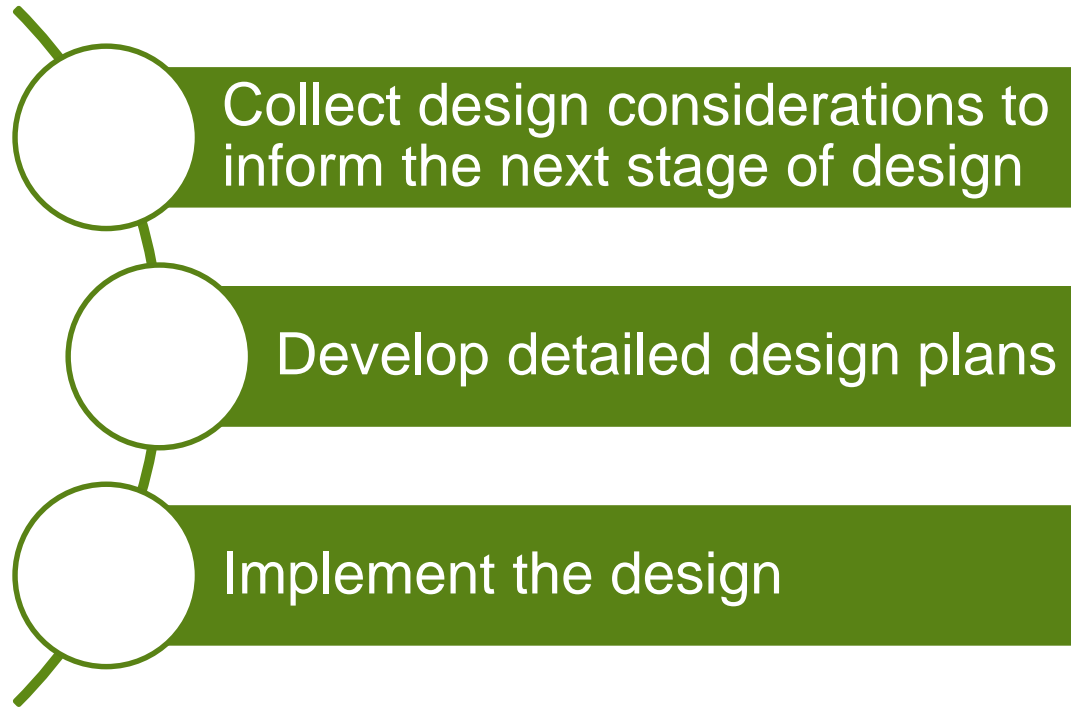 Collect design considerations to
inform the next stage of design
Develop detailed design plans
Implement the design